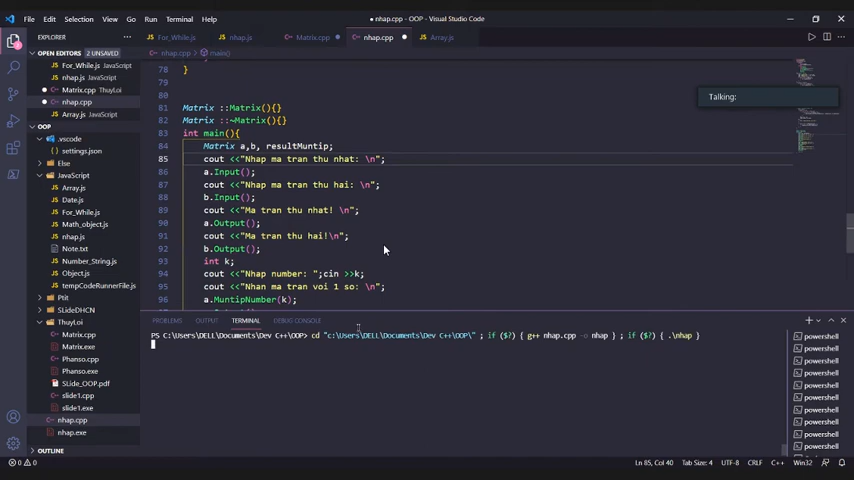 File Edit Selection View Go Run Terminal Help
nhap.cpp - OOP - Visual Studio Code
EXPLORER
For_While.js nhap.js Matrix.cpp nhap.cpp Array.js
OPEN EDITORS 2 UNSAVED
For_While.js JavaScript
nhap.js JavaScript
Matrix.cpp ThuyLoi
nhap.cpp
Array.js JavaScript
OOP
.vscode
settings.json
Else
JavaScript
Array.js
Date.js
For_While.js
Math_object.js
nhap.js
Note.txt
Number_String.js
Object.js
tempCodeRunnerFile.js
Ptit
SLideDHCN
ThuyLoi
Matrix.cpp
Matrix.exe
Phanso.cpp
Phanso.exe
SLide_OOP.pdf
slide1.cpp
slide1.exe
nhap.cpp
nhap.exe
OUTLINE
nhap.cpp > main()
78 }
79
80
81 Matrix ::Matrix(){}
82 Matrix ::~Matrix(){}
83 int main(){
84 Matrix a,b, resultMuntip;
85 cout <<"Nhap ma tran thu nhat: \n";
86 a.Input();
87 cout <<"Nhap ma tran thu hai: \n";
88 b.Input();
89 cout <<"Ma tran thu nhat! \n";
90 a.Output();
91 cout <<"Ma tran thu hai!\n";
92 b.Output();
93 int k;
94 cout <<"Nhap number: ";cin >>k;
95 cout <<"Nhan ma tran voi 1 so: \n";
96 a.MuntipNumber(k);
Talking:
PROBLEMS OUTPUT TERMINAL DEBUG CONSOLE
PS C:\Users\DELL\Documents\Dev C++\OOP> cd "c:\Users\DELL\Documents\Dev C++\OOP\" ; if ($?) { g++ nhap.cpp -o nhap } ; if ($?) { .\nhap }
powershell
powershell
powershell
powershell
powershell
powershell
powershell
powershell
powershell
0 0
Ln 85, Col 40 Tab Size: 4 UTF-8 CRLF C++ Win32